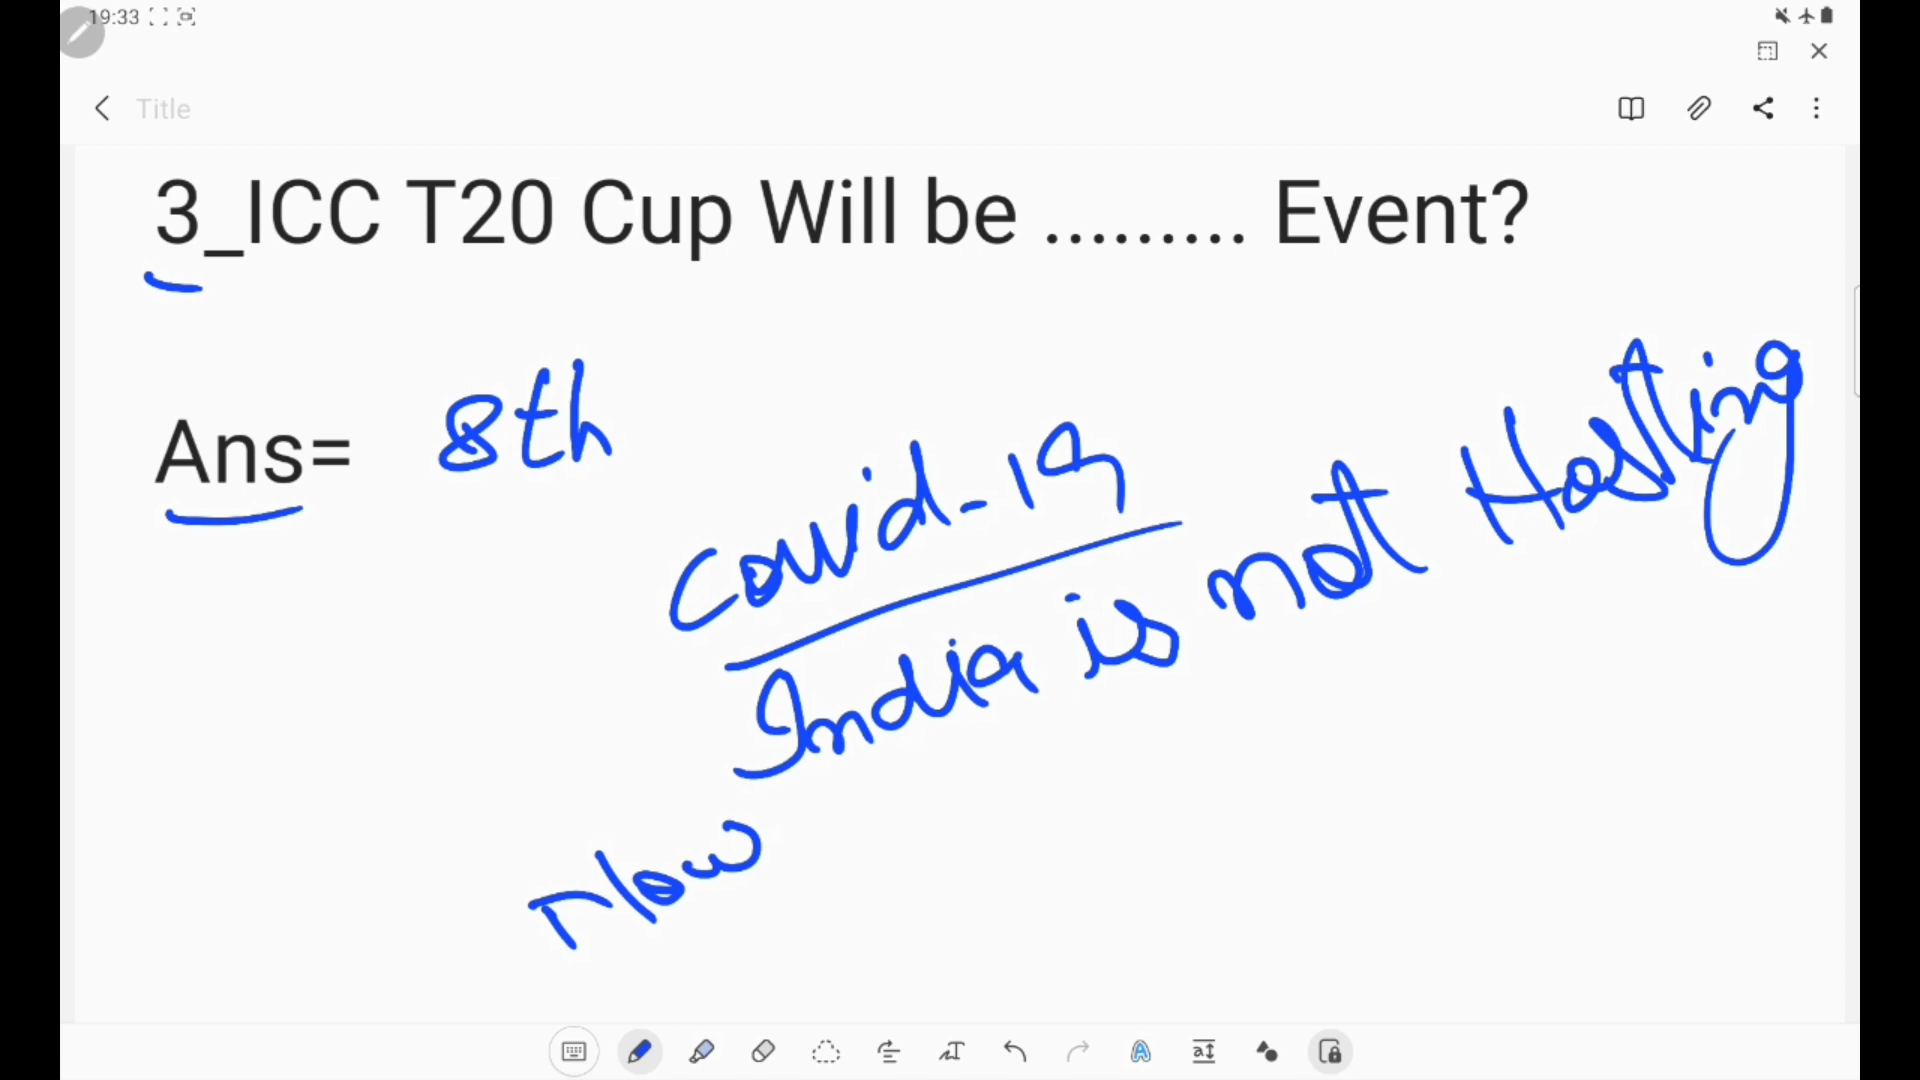 19:33
Title
3_ICC T20 Cup Will be ......... Event?
Ans= 8th
Covid-19
India is not Hosting
Now